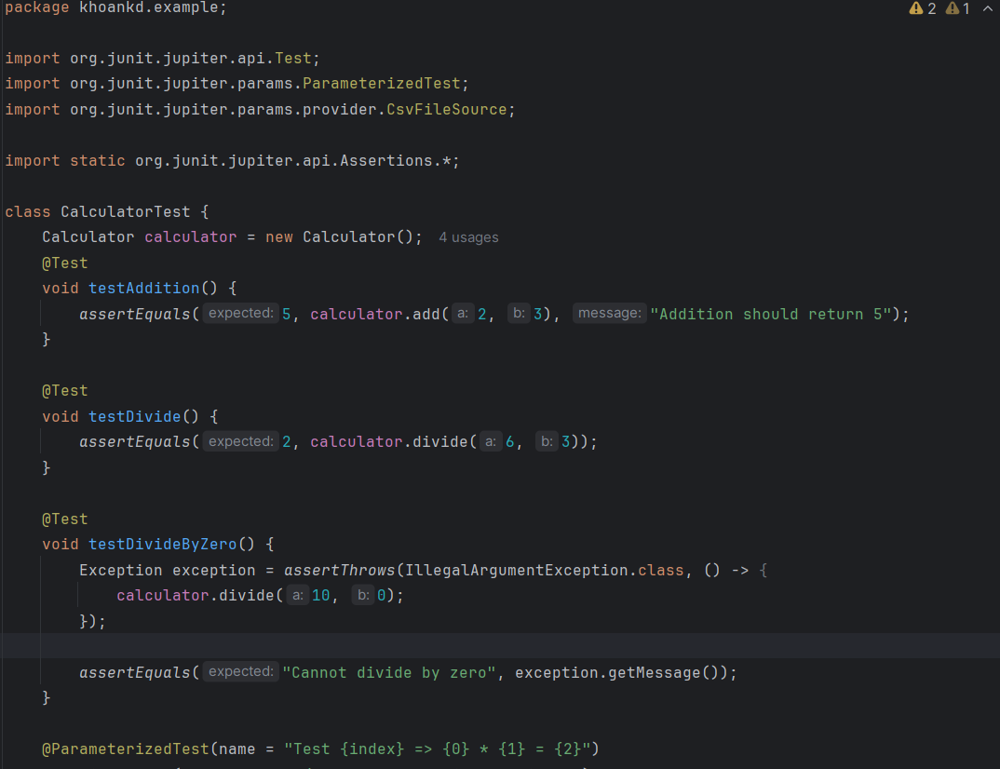 package khoankd.example;
2 1
import org.junit.jupiter.api.Test;
import org.junit.jupiter.params.ParameterizedTest;
import org.junit.jupiter.params.provider.CsvFileSource;
import static org.junit.jupiter.api.Assertions.*;
class CalculatorTest {
Calculator calculator = new Calculator(); 4 usages
@Test
void testAddition() {
assertEquals( expected: 5, calculator.add( a: 2, b: 3), message: "Addition should return 5");
}
@Test
void testDivide() {
assertEquals( expected: 2, calculator.divide( a: 6, b: 3));
}
@Test
void testDivideByZero() {
Exception exception = assertThrows(IllegalArgumentException.class, () -> {
calculator.divide( a: 10, b: 0);
});
assertEquals( expected: "Cannot divide by zero", exception.getMessage());
}
@ParameterizedTest(name = "Test {index} => {0} * {1} = {2}")